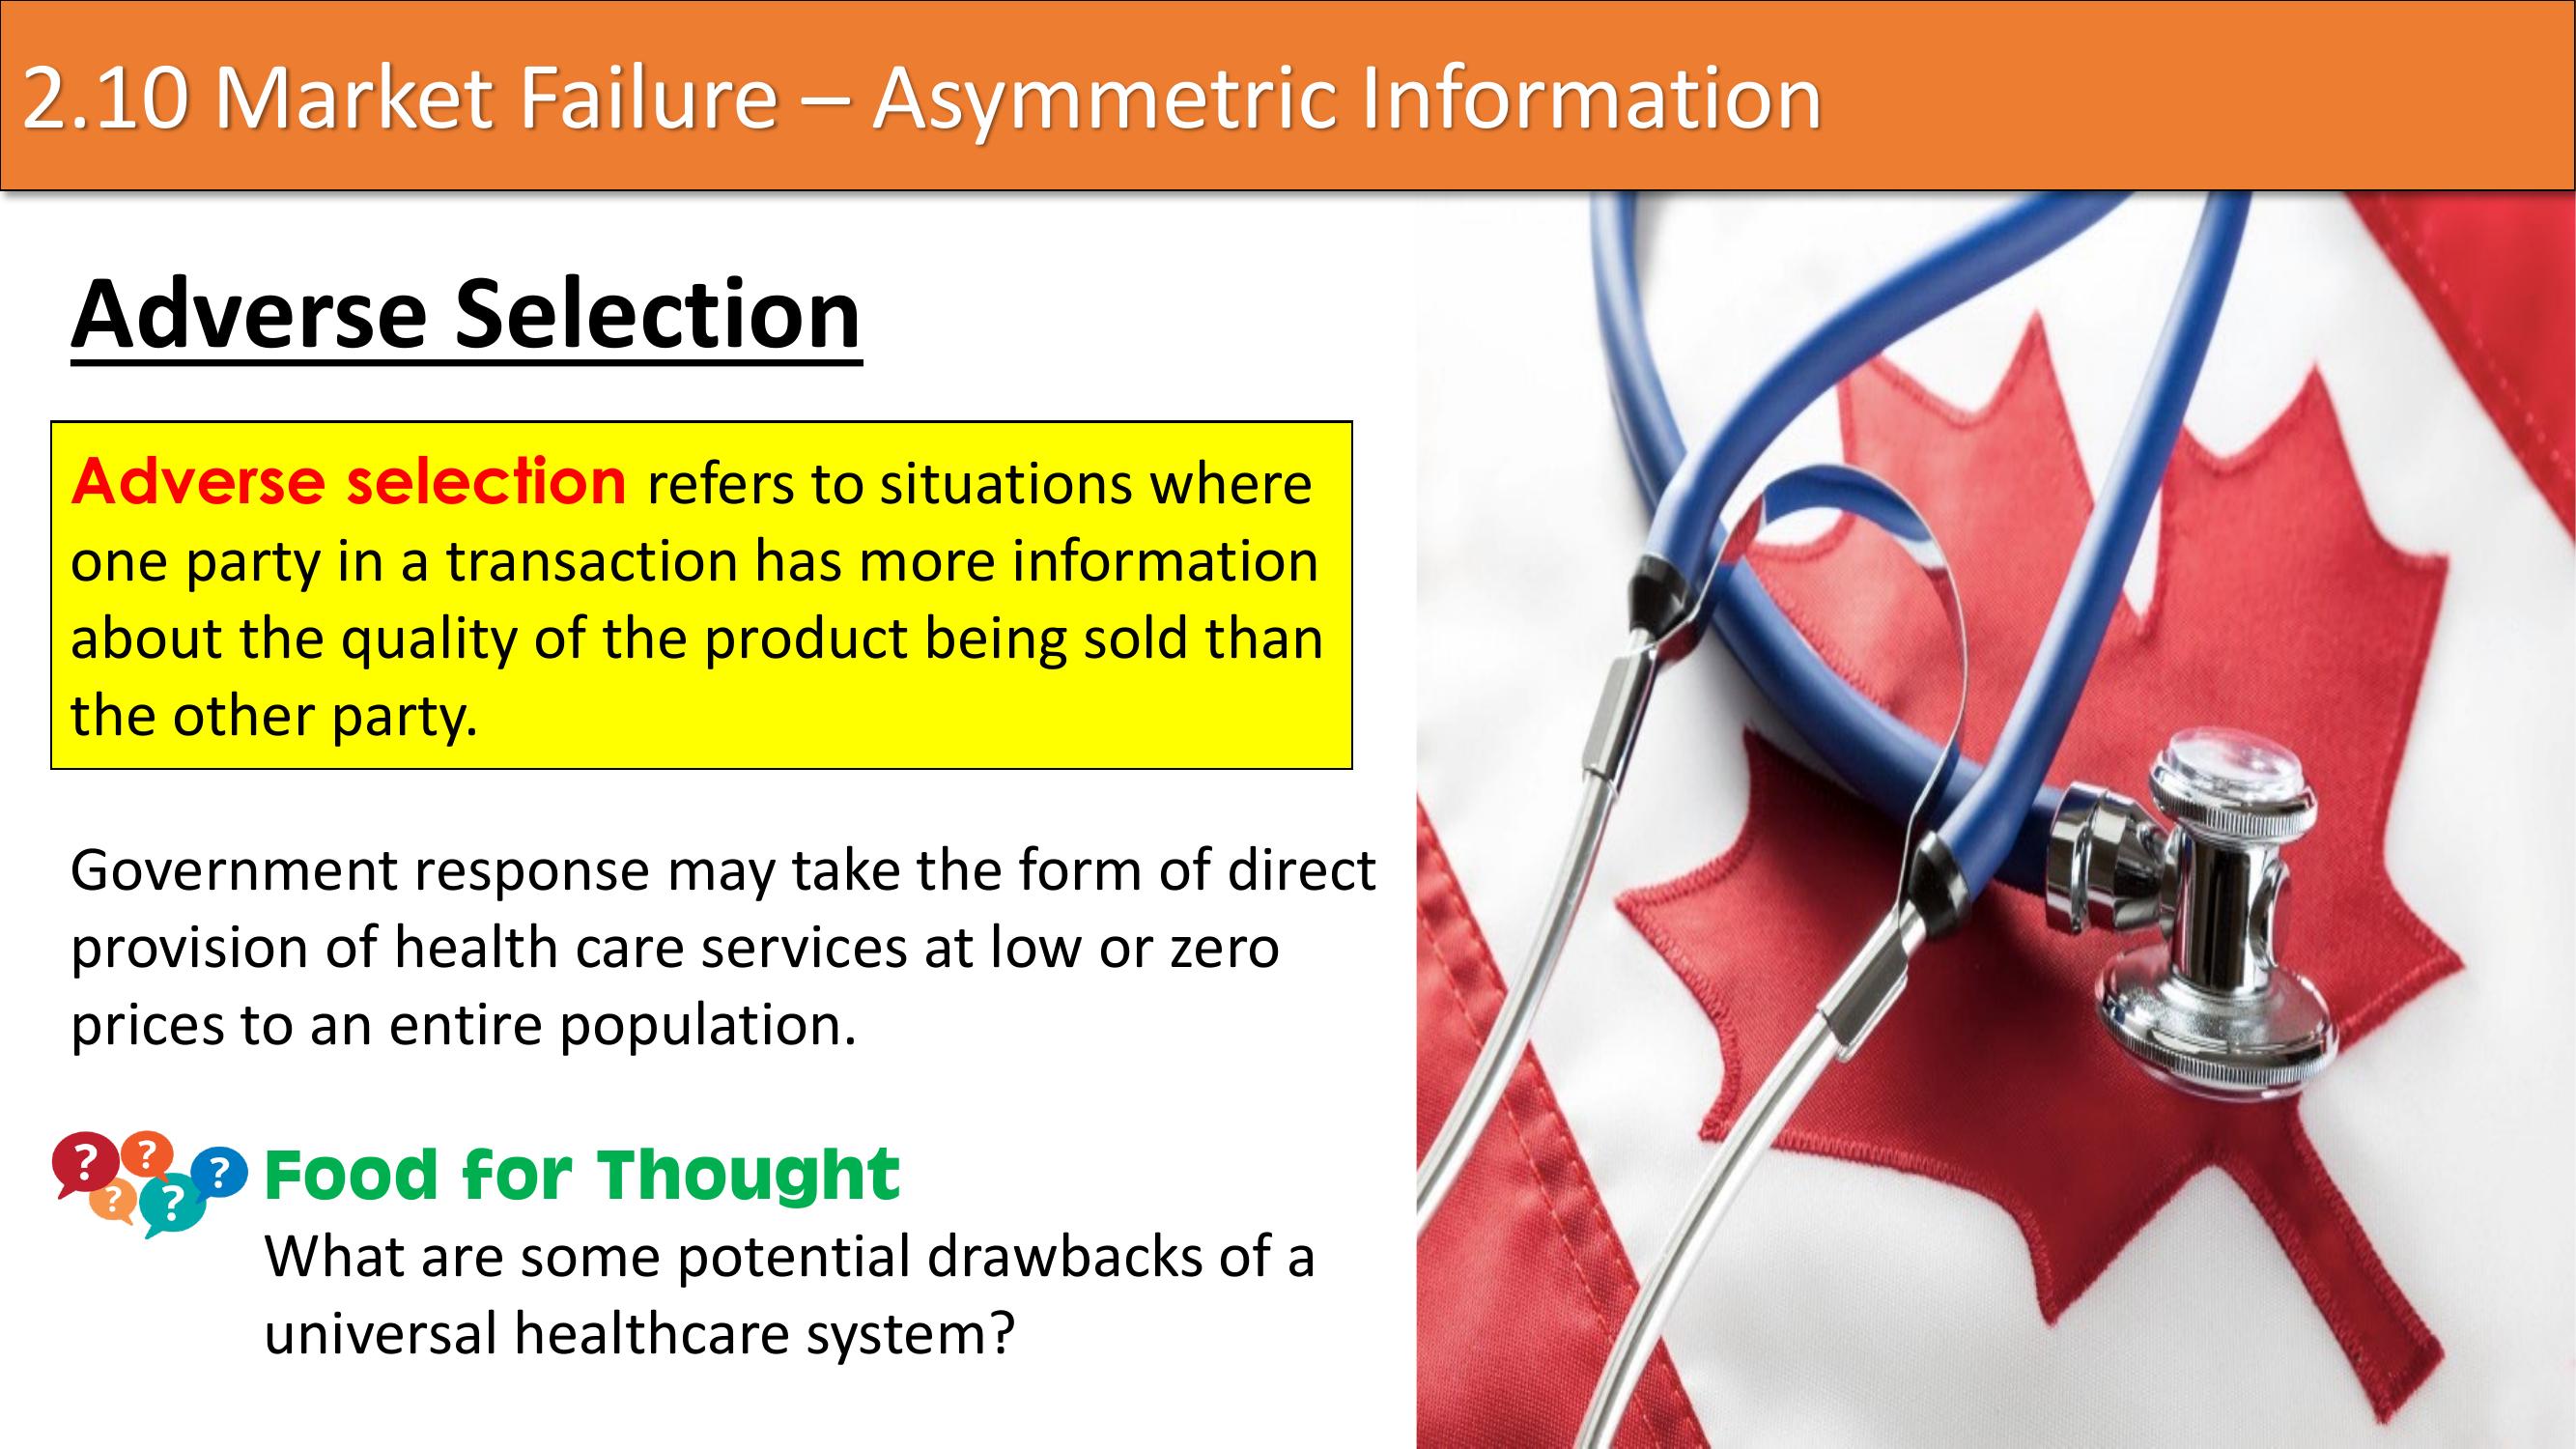 2.10 Market Failure – Asymmetric Information
Adverse Selection
Adverse selection refers to situations where
one party in a transaction has more information
about the quality of the product being sold than
the other party.
Government response may take the form of direct
provision of health care services at low or zero
prices to an entire population.
? ? ? ? ?
Food for Thought
What are some potential drawbacks of a
universal healthcare system?